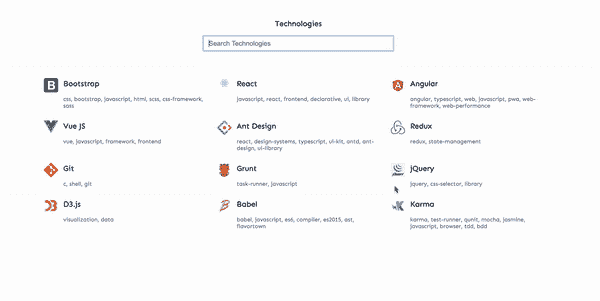 Technologies
Search Technologies
Bootstrap
css, bootstrap, javascript, html, scss, css-framework,
sass
React
javascript, react, frontend, declarative, ui, library
Angular
angular, typescript, web, javascript, pwa, web-
framework, web-performance
Vue JS
vue, javascript, framework, frontend
Ant Design
react, design-systems, typescript, ui-kit, antd, ant-
design, ui-library
Redux
redux, state-management
Git
c, shell, git
Grunt
task-runner, javascript
jQuery
jquery, css-selector, library
D3.js
visualization, data
Babel
babel, javascript, es6, compiler, es2015, ast,
flavortown
Karma
karma, test-runner, qunit, mocha, jasmine,
javascript, browser, tdd, bdd